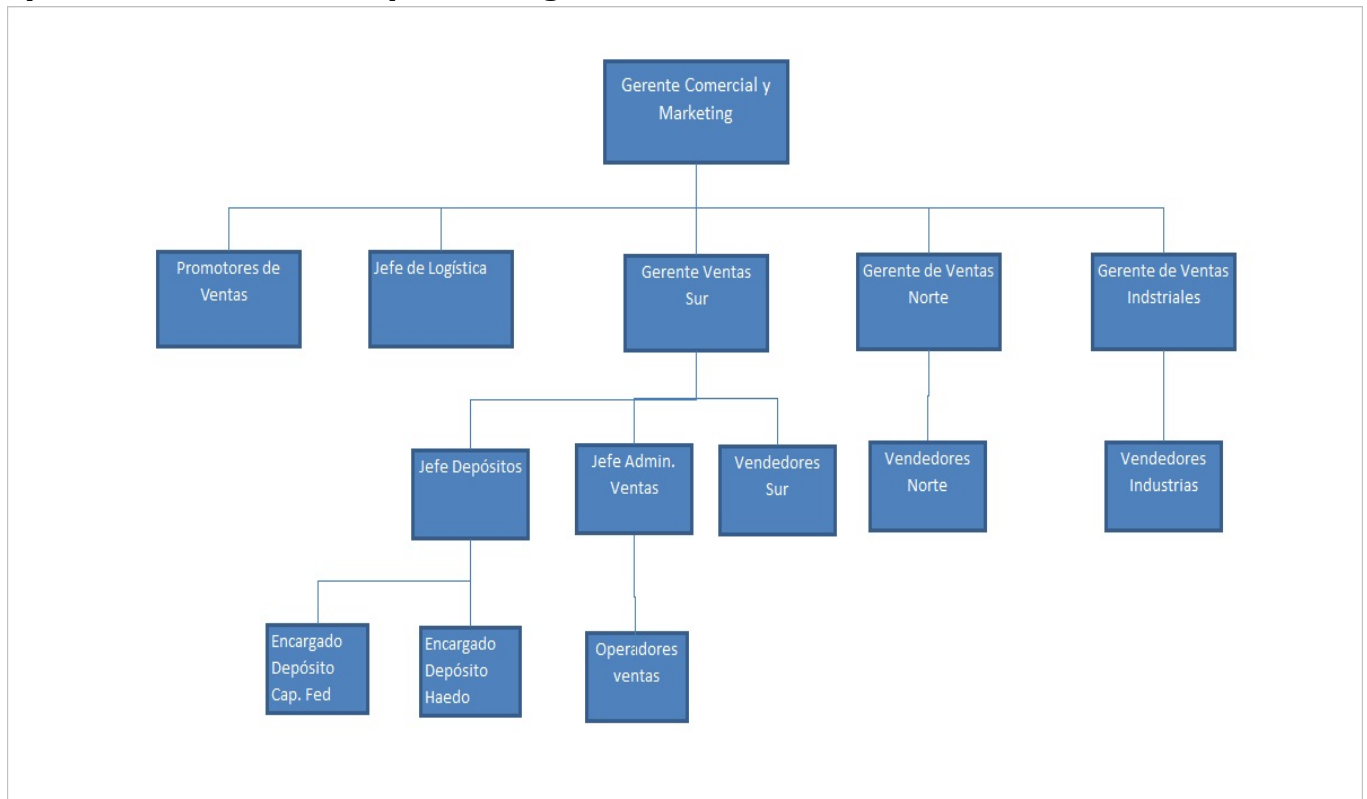 Gerente Comercial y
Marketing
Promotores de
Ventas
Jefe de Logística
Gerente Ventas
Sur
Gerente de Ventas
Norte
Gerente de Ventas
Indstriales
Jefe Depósitos
Jefe Admin.
Ventas
Vendedores
Sur
Vendedores
Norte
Vendedores
Industrias
Encargado
Depósito
Cap. Fed
Encargado
Depósito
Haedo
Operadores
ventas